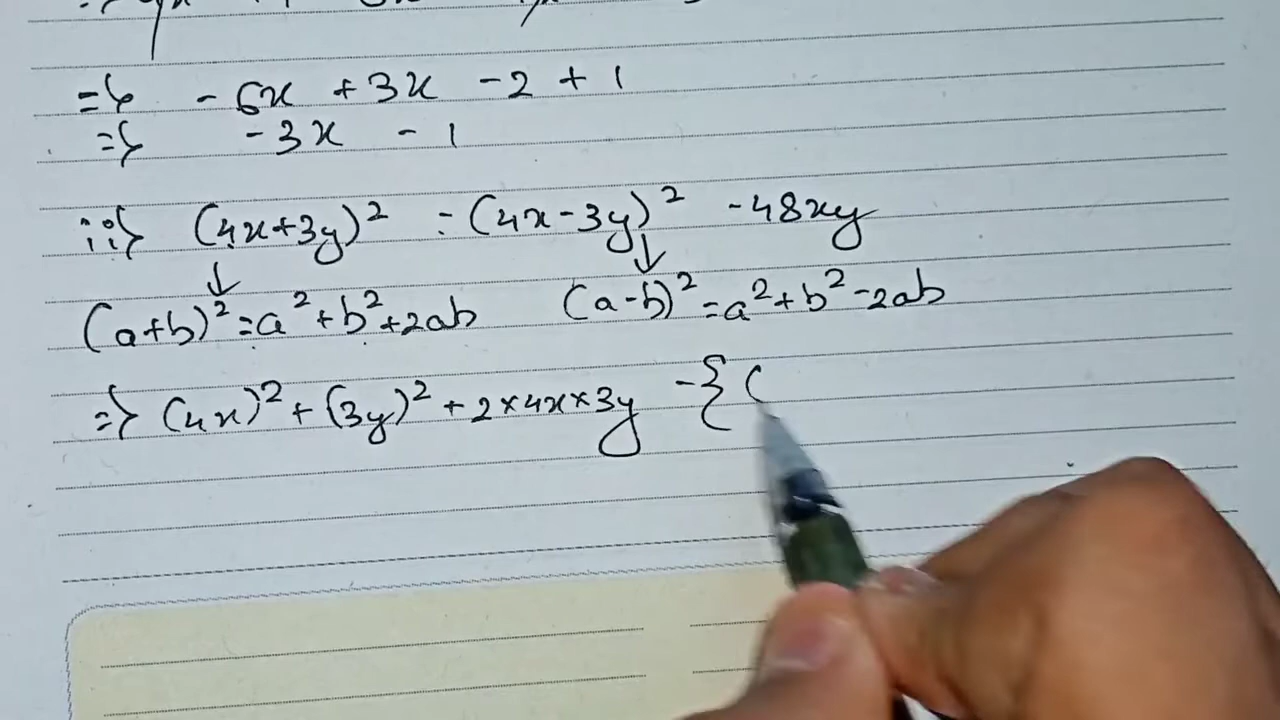 => - 6x + 3x - 2 + 1
=> - 3x - 1
ii} (4x+3y)² - (4x-3y)² - 48xy
↓ ↓
(a+b)² = a² + b² + 2ab (a-b)² = a² + b² - 2ab
=> (4x)² + (3y)² + 2×4x×3y - { (